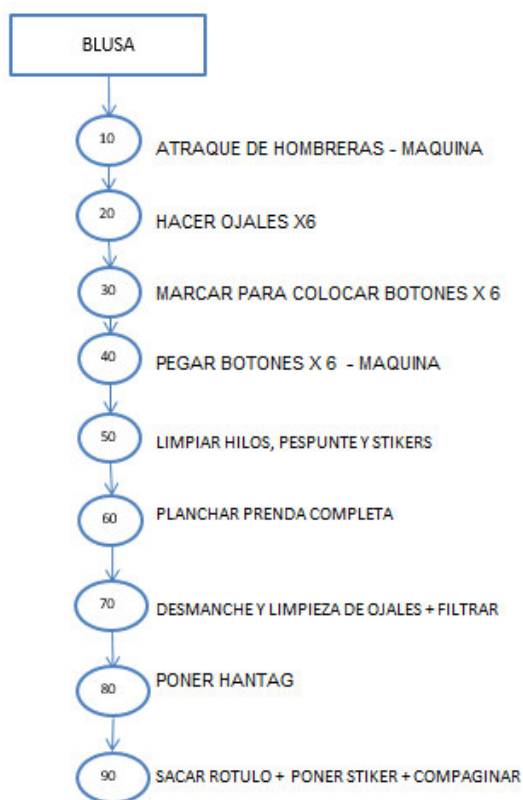 BLUSA
10 ATRAQUE DE HOMBRERAS - MAQUINA
20 HACER OJALES X6
30 MARCAR PARA COLOCAR BOTONES X 6
40 PEGAR BOTONES X 6 - MAQUINA
50 LIMPIAR HILOS, PESPUNTE Y STIKERS
60 PLANCHAR PRENDA COMPLETA
70 DESMANCHE Y LIMPIEZA DE OJALES + FILTRAR
80 PONER HANTAG
90 SACAR ROTULO + PONER STIKER + COMPAGINAR